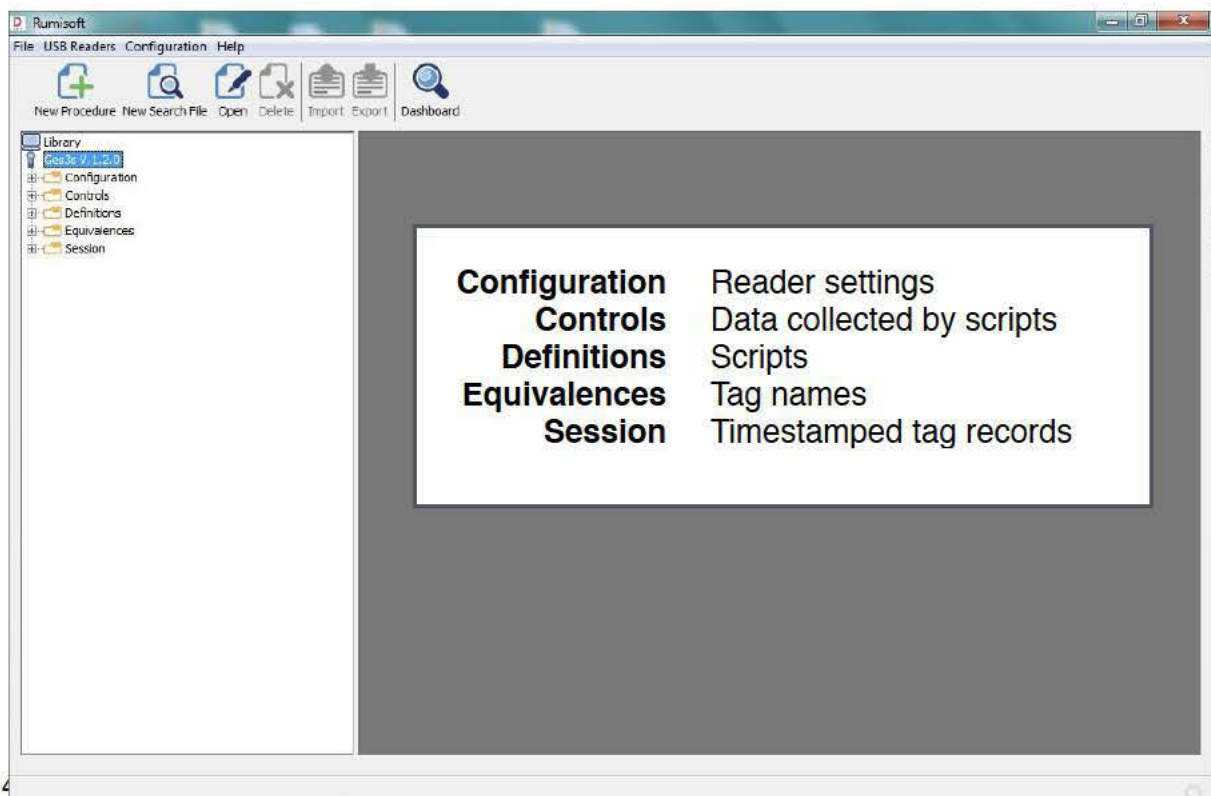 Rumisoft
File USB Readers Configuration Help
New Procedure New Search File Open Delete Import Export Dashboard
Library
Ges3s V.1.2.0
Configuration
Controls
Definitions
Equivalences
Session
Configuration Reader settings
Controls Data collected by scripts
Definitions Scripts
Equivalences Tag names
Session Timestamped tag records
4